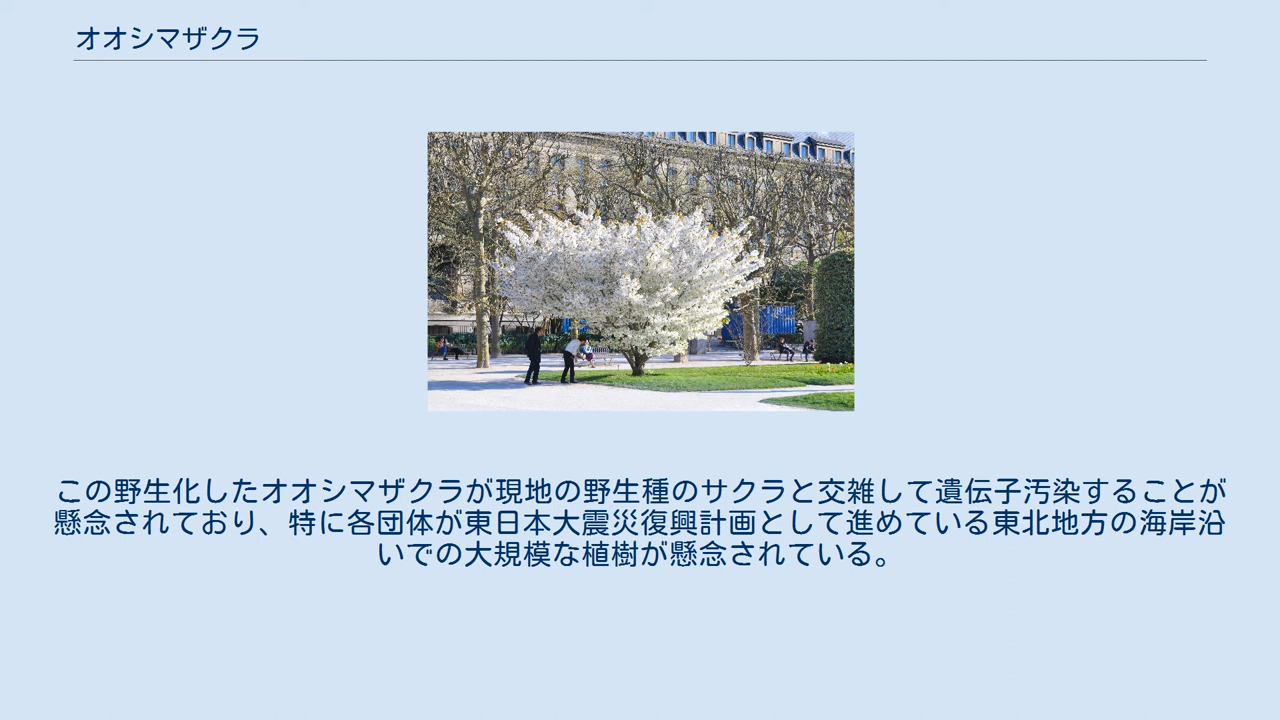 オオシマザクラ
この野生化したオオシマザクラが現地の野生種のサクラと交雑して遺伝子汚染することが
懸念されており、特に各団体が東日本大震災復興計画として進めている東北地方の海岸沿
いでの大規模な植樹が懸念されている。